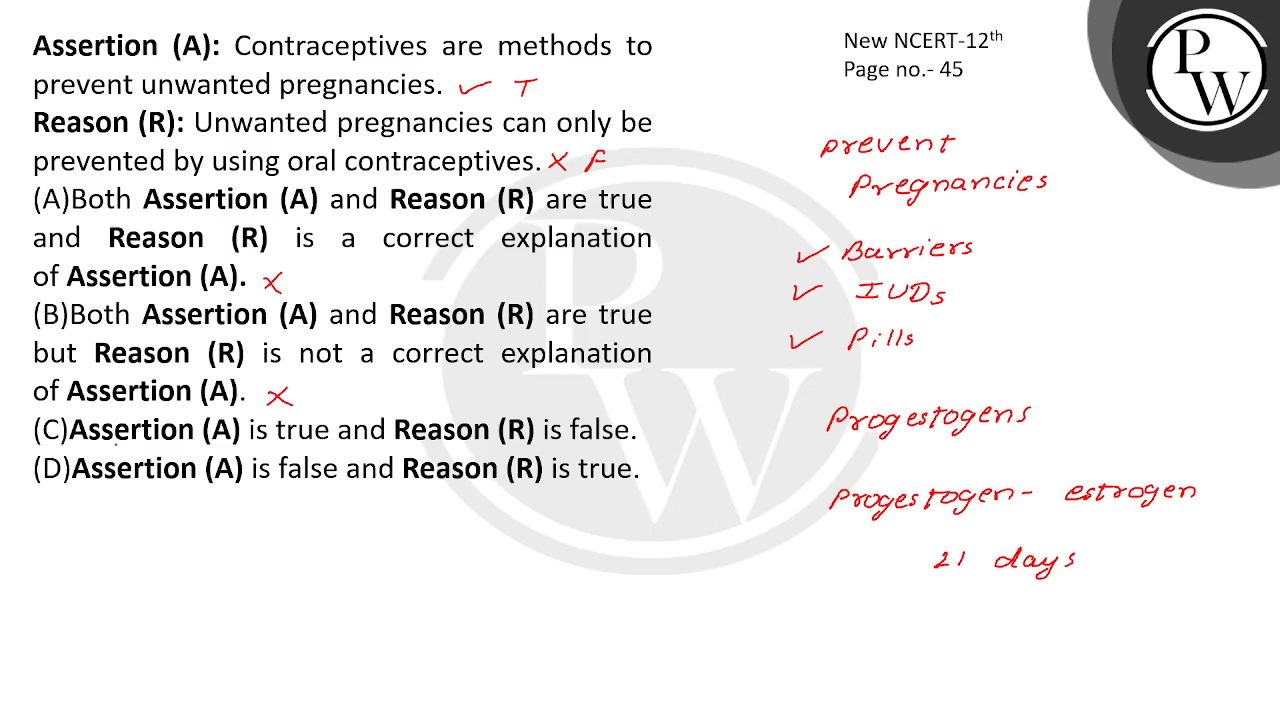 Assertion (A): Contraceptives are methods to
prevent unwanted pregnancies. ✓ T
Reason (R): Unwanted pregnancies can only be
prevented by using oral contraceptives. × F
(A)Both Assertion (A) and Reason (R) are true
and Reason (R) is a correct explanation
of Assertion (A). ×
(B)Both Assertion (A) and Reason (R) are true
but Reason (R) is not a correct explanation
of Assertion (A). ×
(C)Assertion (A) is true and Reason (R) is false.
(D)Assertion (A) is false and Reason (R) is true.
New NCERT-12th
Page no.- 45
prevent
Pregnancies
✓ Barriers
✓ IUDs
✓ Pills
Progestogens
Progestogen- estrogen
21 days
PW
PW